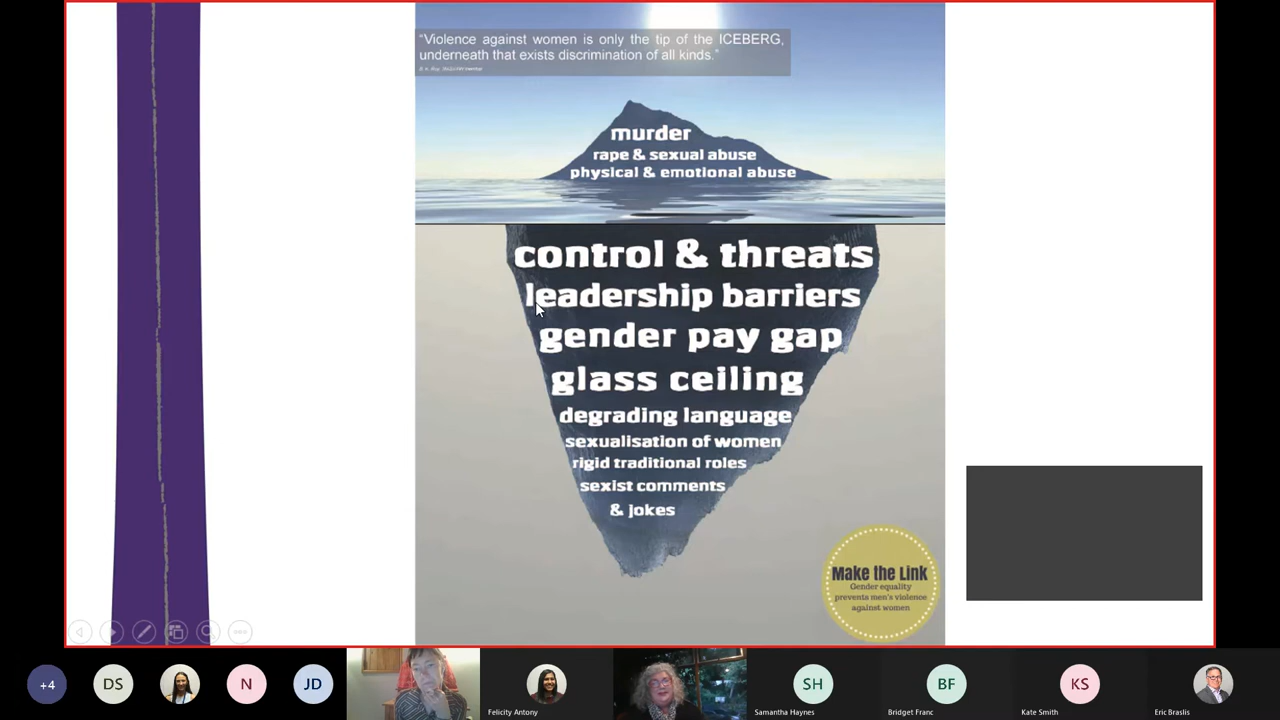 “Violence against women is only the tip of the ICEBERG,
underneath that exists discrimination of all kinds.”
murder
rape & sexual abuse
physical & emotional abuse
control & threats
leadership barriers
gender pay gap
glass ceiling
degrading language
sexualisation of women
rigid traditional roles
sexist comments
& jokes
Make the Link
Gender equality
prevents men's violence
against women
+4
DS
N
JD
SH
BF
KS
Felicity Antony
Samantha Haynes
Bridget Franc
Kate Smith
Eric Braslis